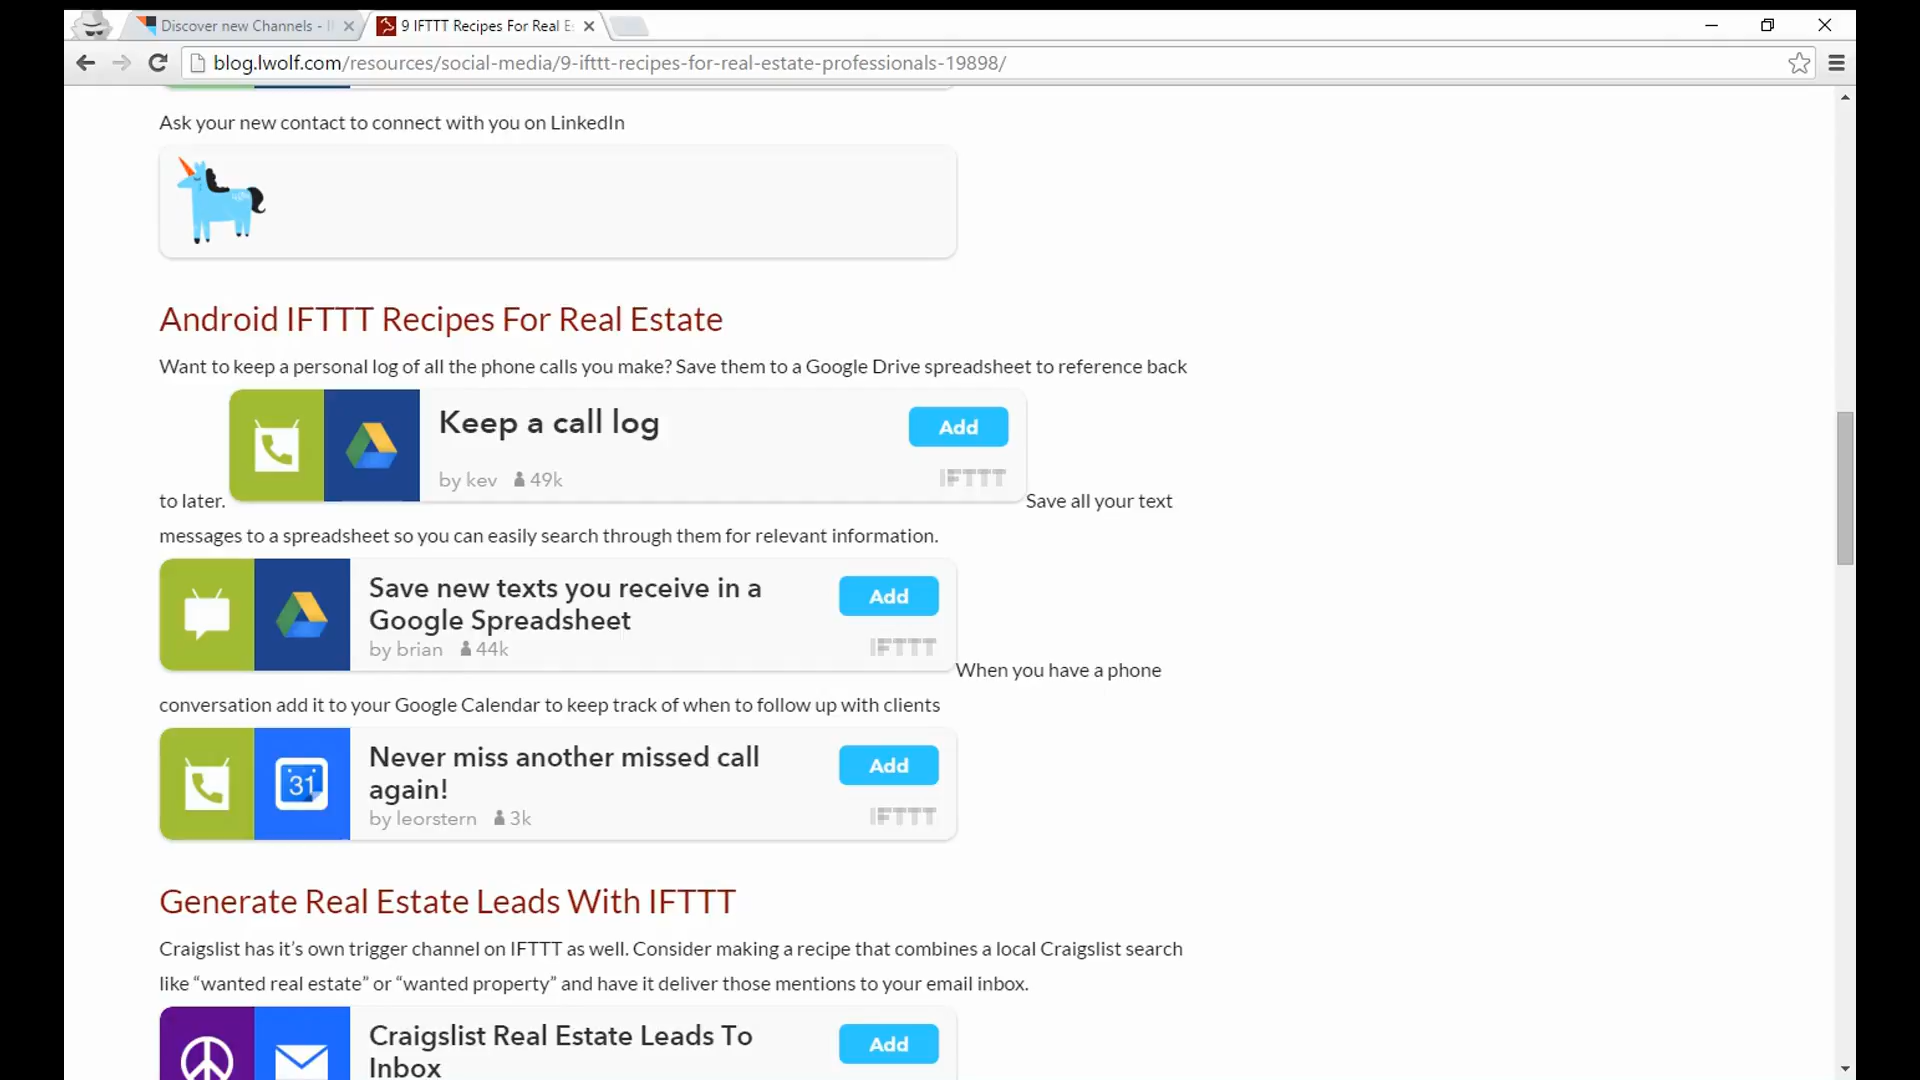 Discover new Channels - I
9 IFTTT Recipes For Real E
blog.lwolf.com/resources/social-media/9-ifttt-recipes-for-real-estate-professionals-19898/
Ask your new contact to connect with you on LinkedIn
Android IFTTT Recipes For Real Estate
Want to keep a personal log of all the phone calls you make? Save them to a Google Drive spreadsheet to reference back
Keep a call log
Add
by kev 49k
IFTTT
to later.
Save all your text
messages to a spreadsheet so you can easily search through them for relevant information.
Save new texts you receive in a
Google Spreadsheet
Add
by brian 44k
IFTTT
When you have a phone
conversation add it to your Google Calendar to keep track of when to follow up with clients
31
Never miss another missed call
again!
Add
by leorstern 3k
IFTTT
Generate Real Estate Leads With IFTTT
Craigslist has it’s own trigger channel on IFTTT as well. Consider making a recipe that combines a local Craigslist search
like “wanted real estate” or “wanted property” and have it deliver those mentions to your email inbox.
Craigslist Real Estate Leads To
Inbox
Add